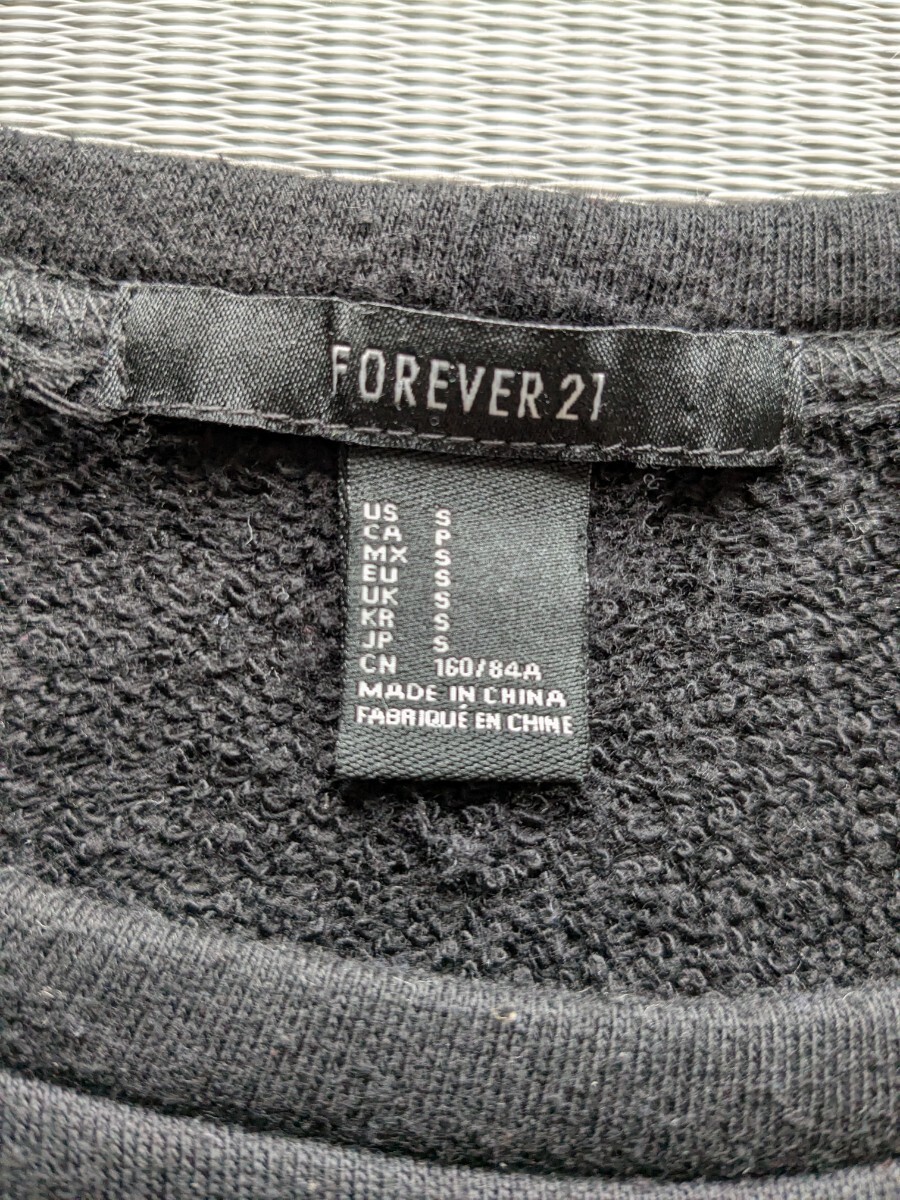 FOREVER 21
US S
CA P
MX S
EU S
UK S
KR S
JP S
CN 160/84A
MADE IN CHINA
FABRIQUÉ EN CHINE